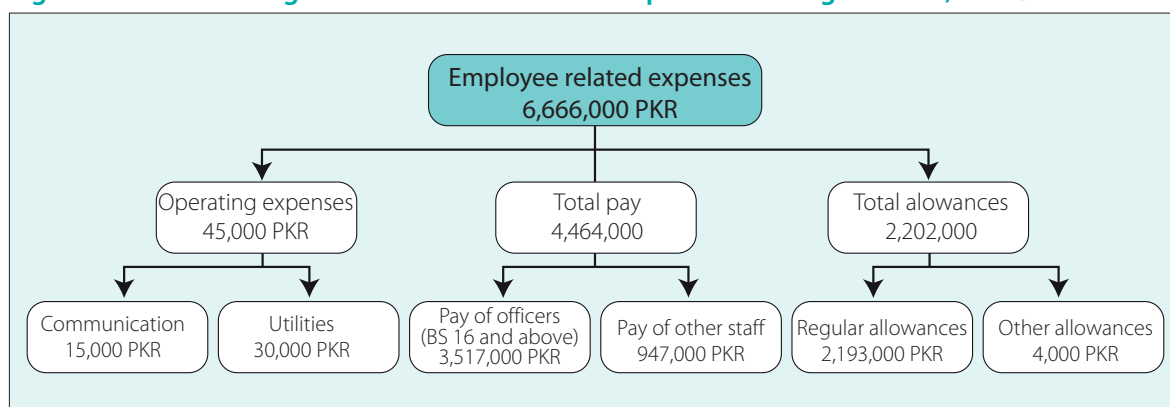 Employee related expenses
6,666,000 PKR
Operating expenses
45,000 PKR
Total pay
4,464,000
Total alowances
2,202,000
Communication
15,000 PKR
Utilities
30,000 PKR
Pay of officers
(BS 16 and above)
3,517,000 PKR
Pay of other staff
947,000 PKR
Regular allowances
2,193,000 PKR
Other allowances
4,000 PKR